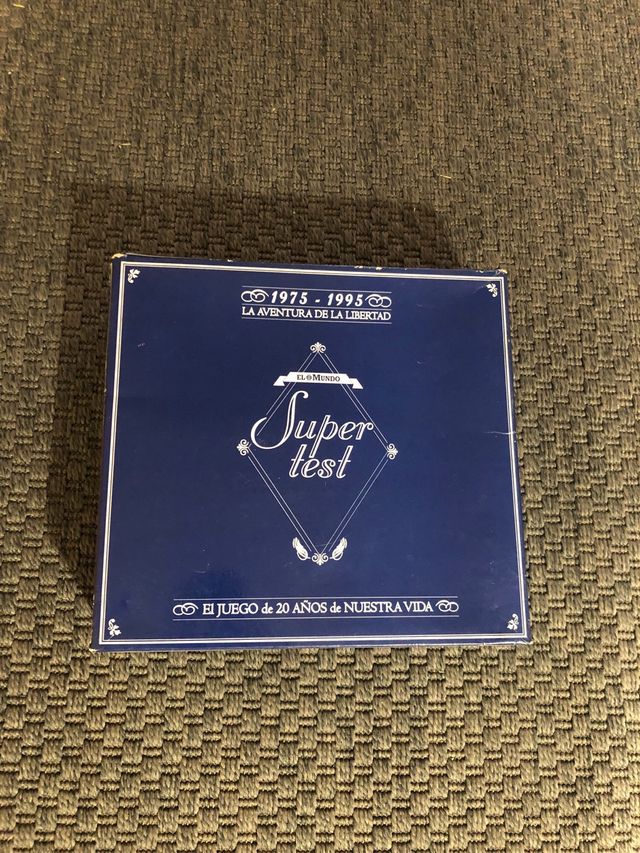 1975 - 1995
LA AVENTURA DE LA LIBERTAD
EL MUNDO
Super
test
El JUEGO de 20 AÑOS de NUESTRA VIDA